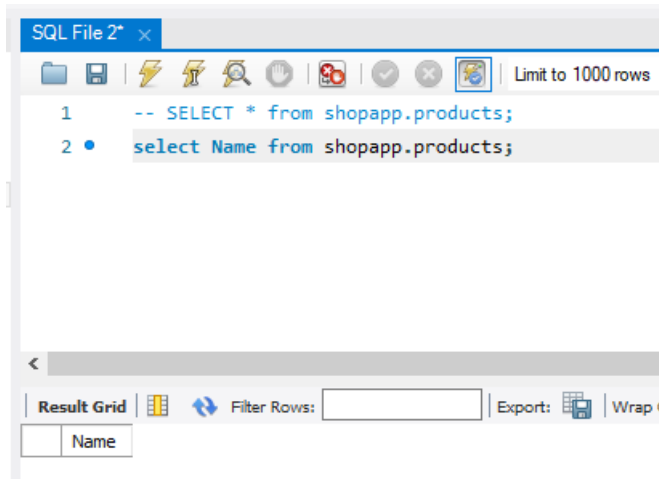 SQL File 2* ×
Limit to 1000 rows
1 -- SELECT * from shopapp.products;
2 select Name from shopapp.products;
Result Grid Filter Rows: Export: Wrap
Name